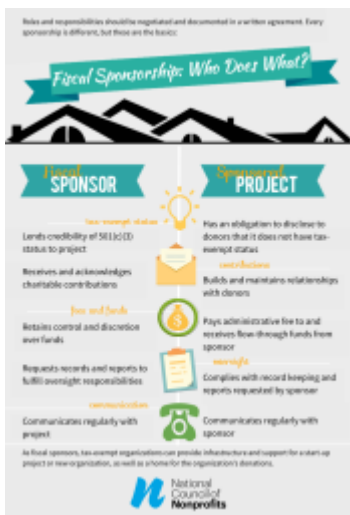 Roles and responsibilities should be negotiated and documented in a written agreement. Every
sponsorship is different, but these are the basics:
Fiscal Sponsorship: Who Does What?
Fiscal
SPONSOR
Sponsored
PROJECT
tax-exempt status
Lends credibility of 501(c)(3)
status to project
Has an obligation to disclose to
donors that it does not have tax-
exempt status
contributions
Receives and acknowledges
charitable contributions
Builds and maintains relationships
with donors
fees and funds
Retains control and discretion
over funds
Pays administrative fee to and
receives flow-through funds from
sponsor
oversight
Requests records and reports to
fulfill oversight responsibilities
Complies with record keeping and
reports requested by sponsor
communication
Communicates regularly with
project
Communicates regularly with
sponsor
As fiscal sponsors, tax-exempt organizations can provide infrastructure and support for a start-up
project or new organization, as well as a home for the organization's donations.
National
Council of
Nonprofits